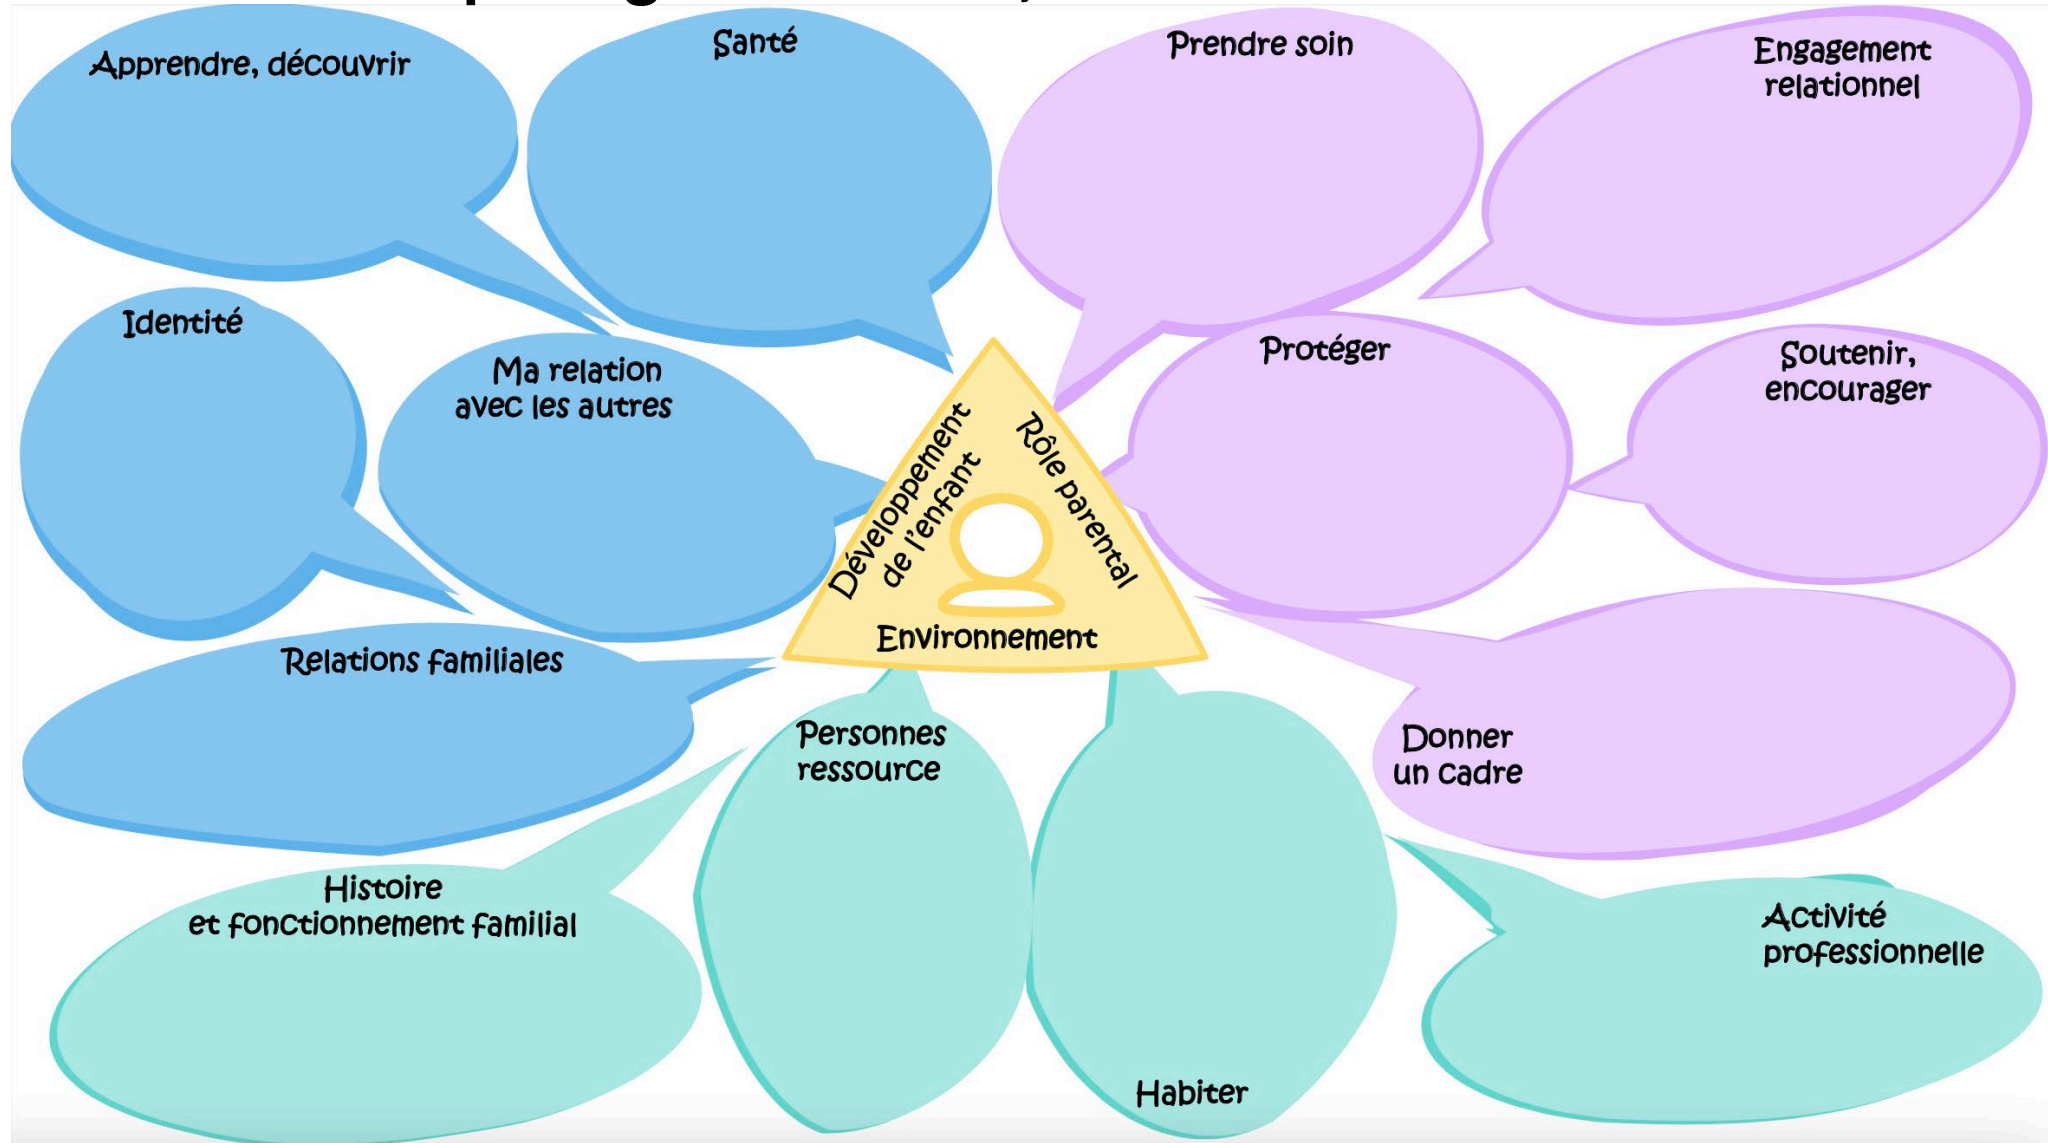 Apprendre, découvrir
Santé
Prendre soin
Engagement
relationnel
Identité
Ma relation
avec les autres
Protéger
Soutenir,
encourager
Développement
de l'enfant
Rôle parental
Environnement
Relations familiales
Personnes
ressource
Donner
un cadre
Histoire
et fonctionnement familial
Activité
professionnelle
Habiter